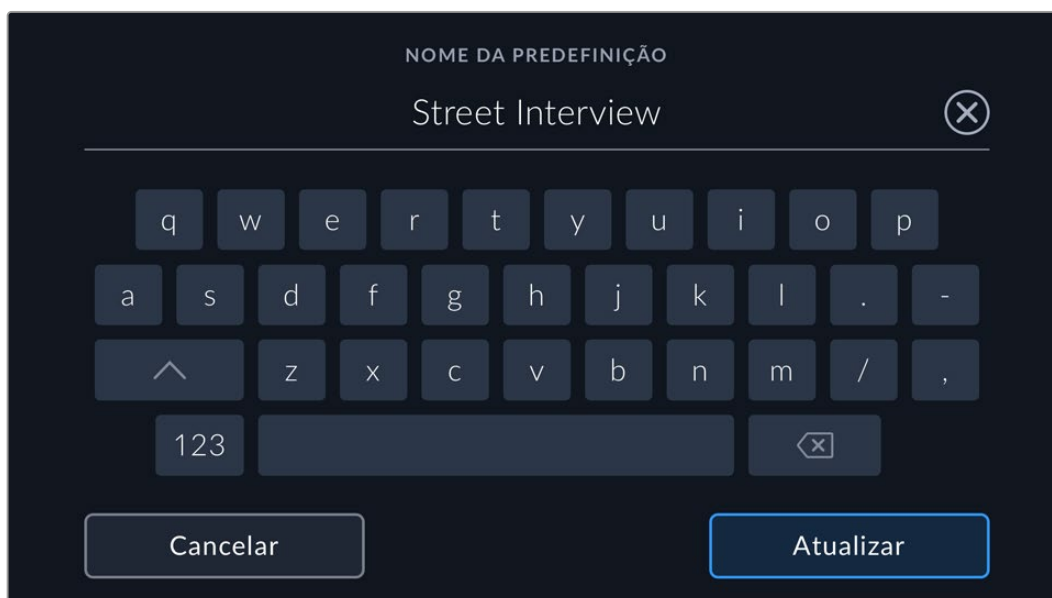 NOME DA PREDEFINIÇÃO
Street Interview
q w e r t y u i o p
a s d f g h j k l . -
z x c v b n m / ,
123
Cancelar Atualizar